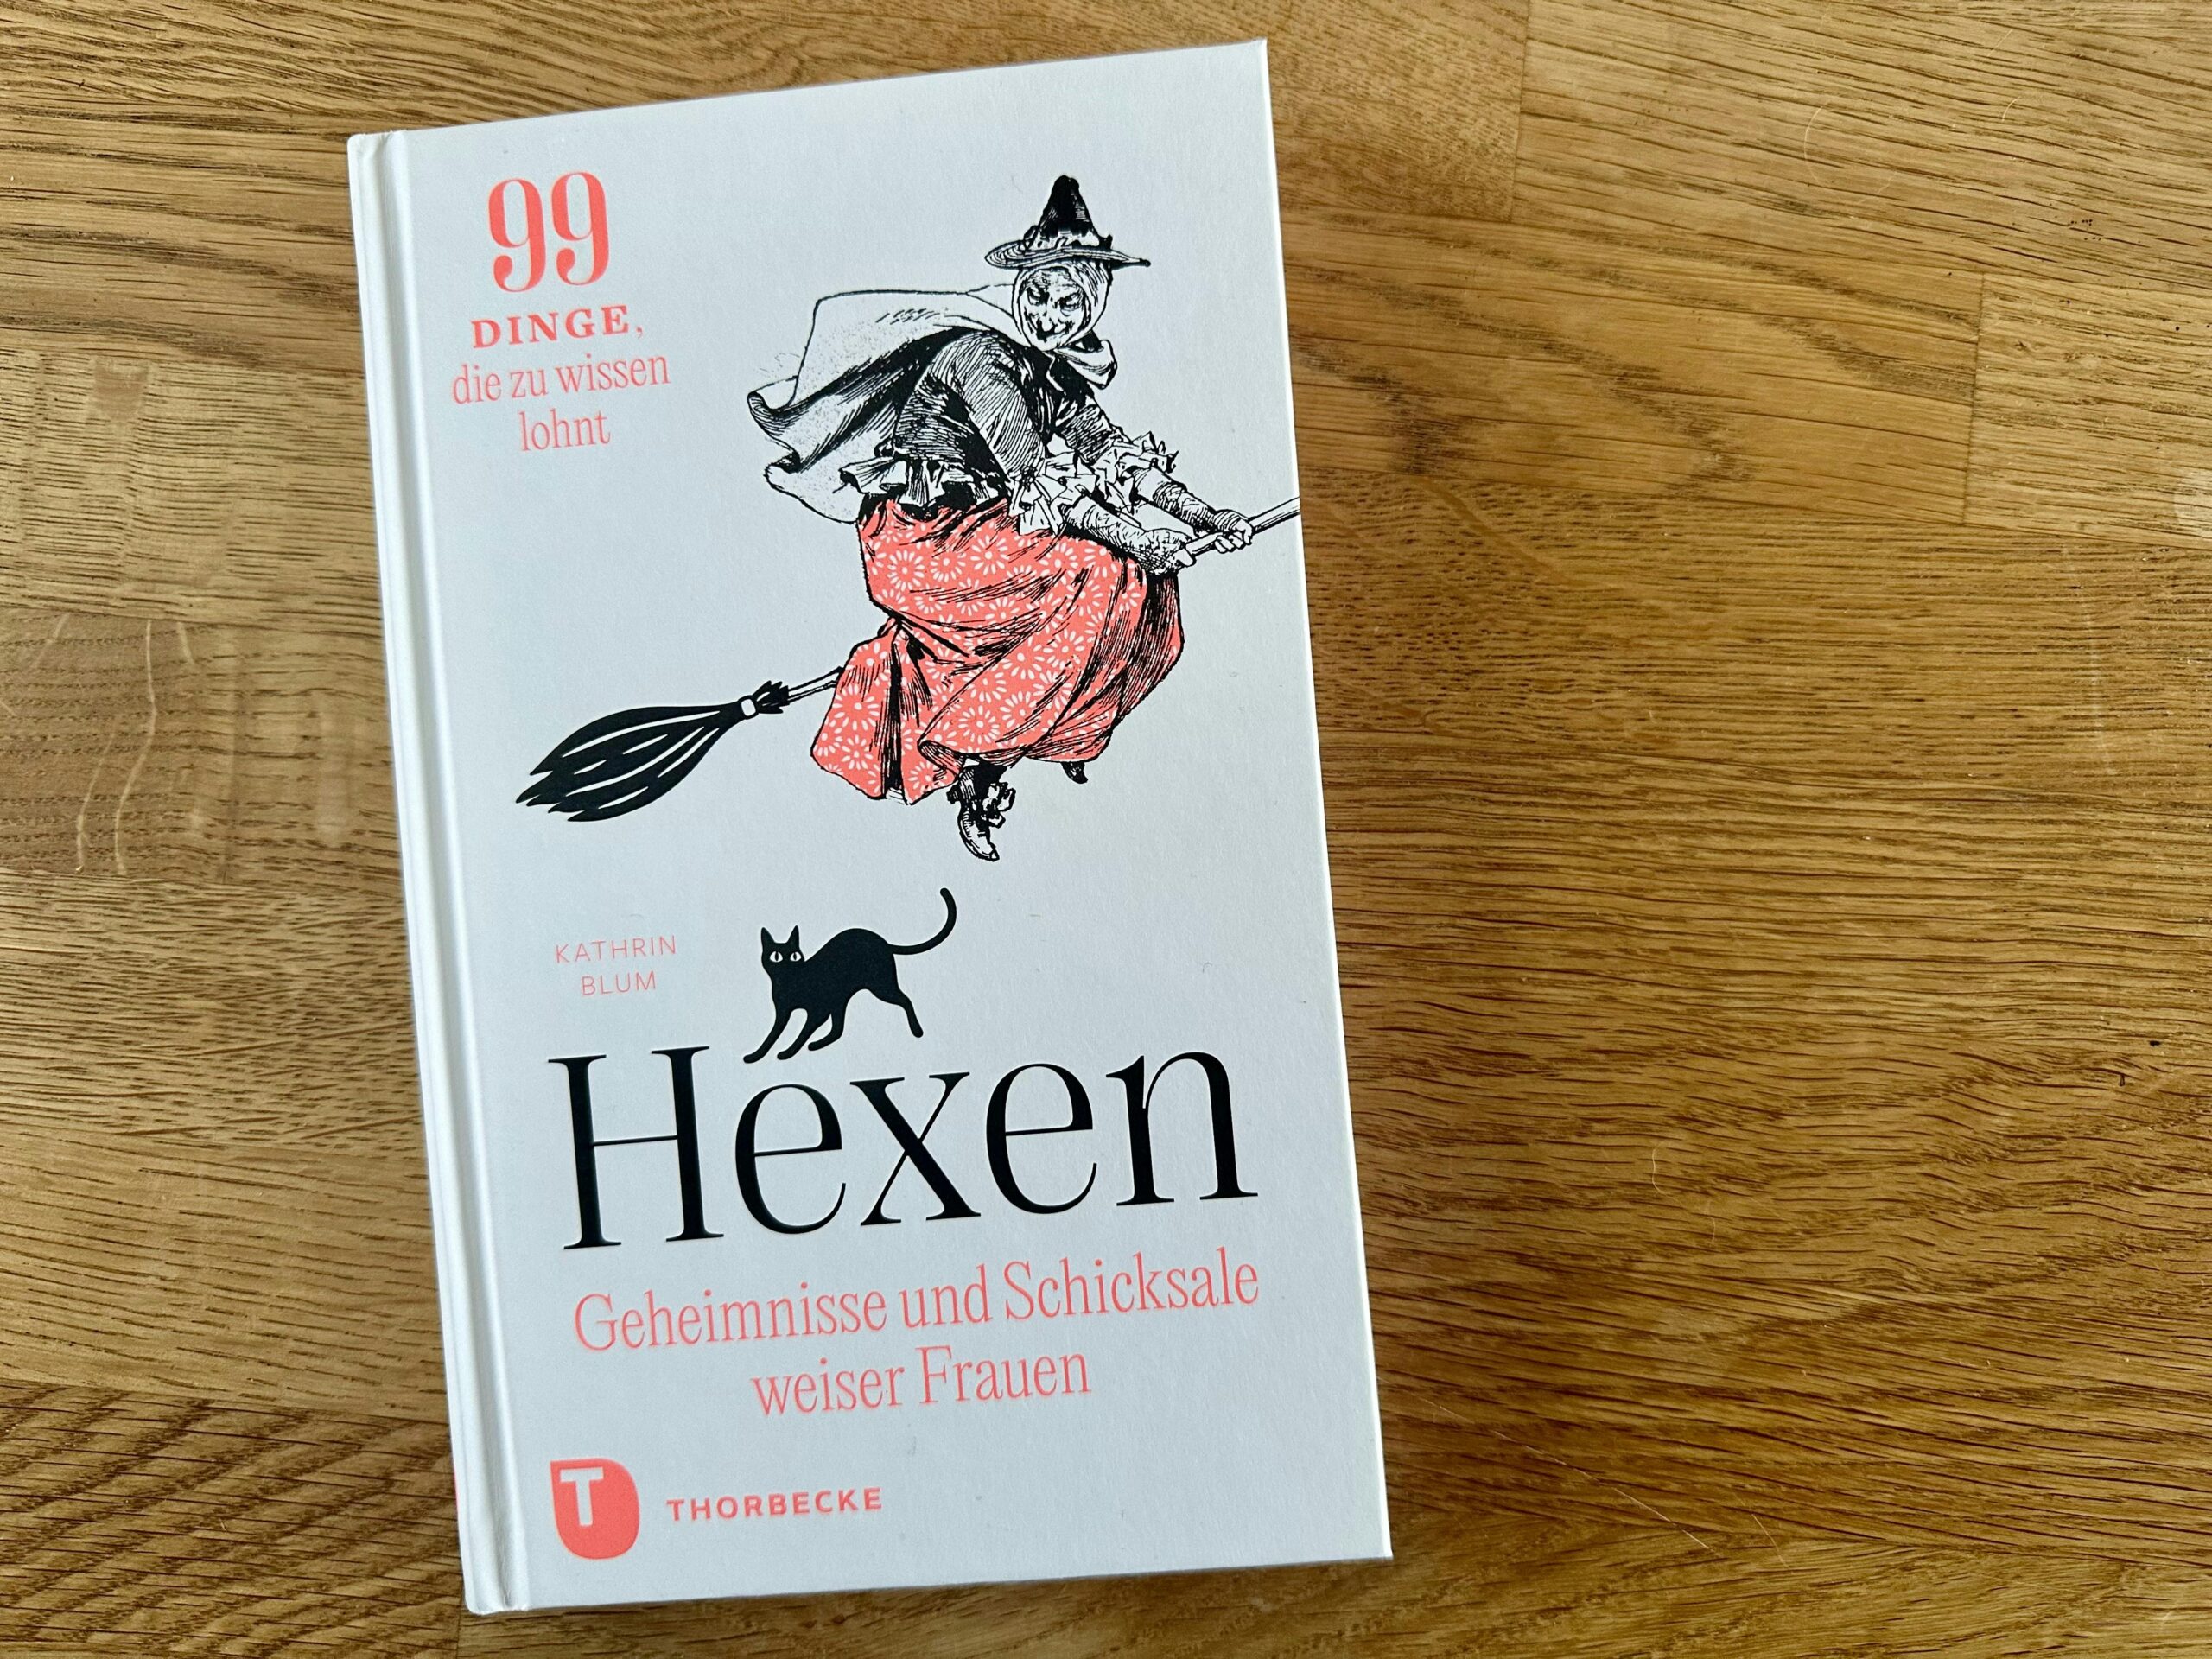 99
DINGE,
die zu wissen
lohnt
KATHRIN
BLUM
Hexen
Geheimnisse und Schicksale
weiser Frauen
T THORBECKE